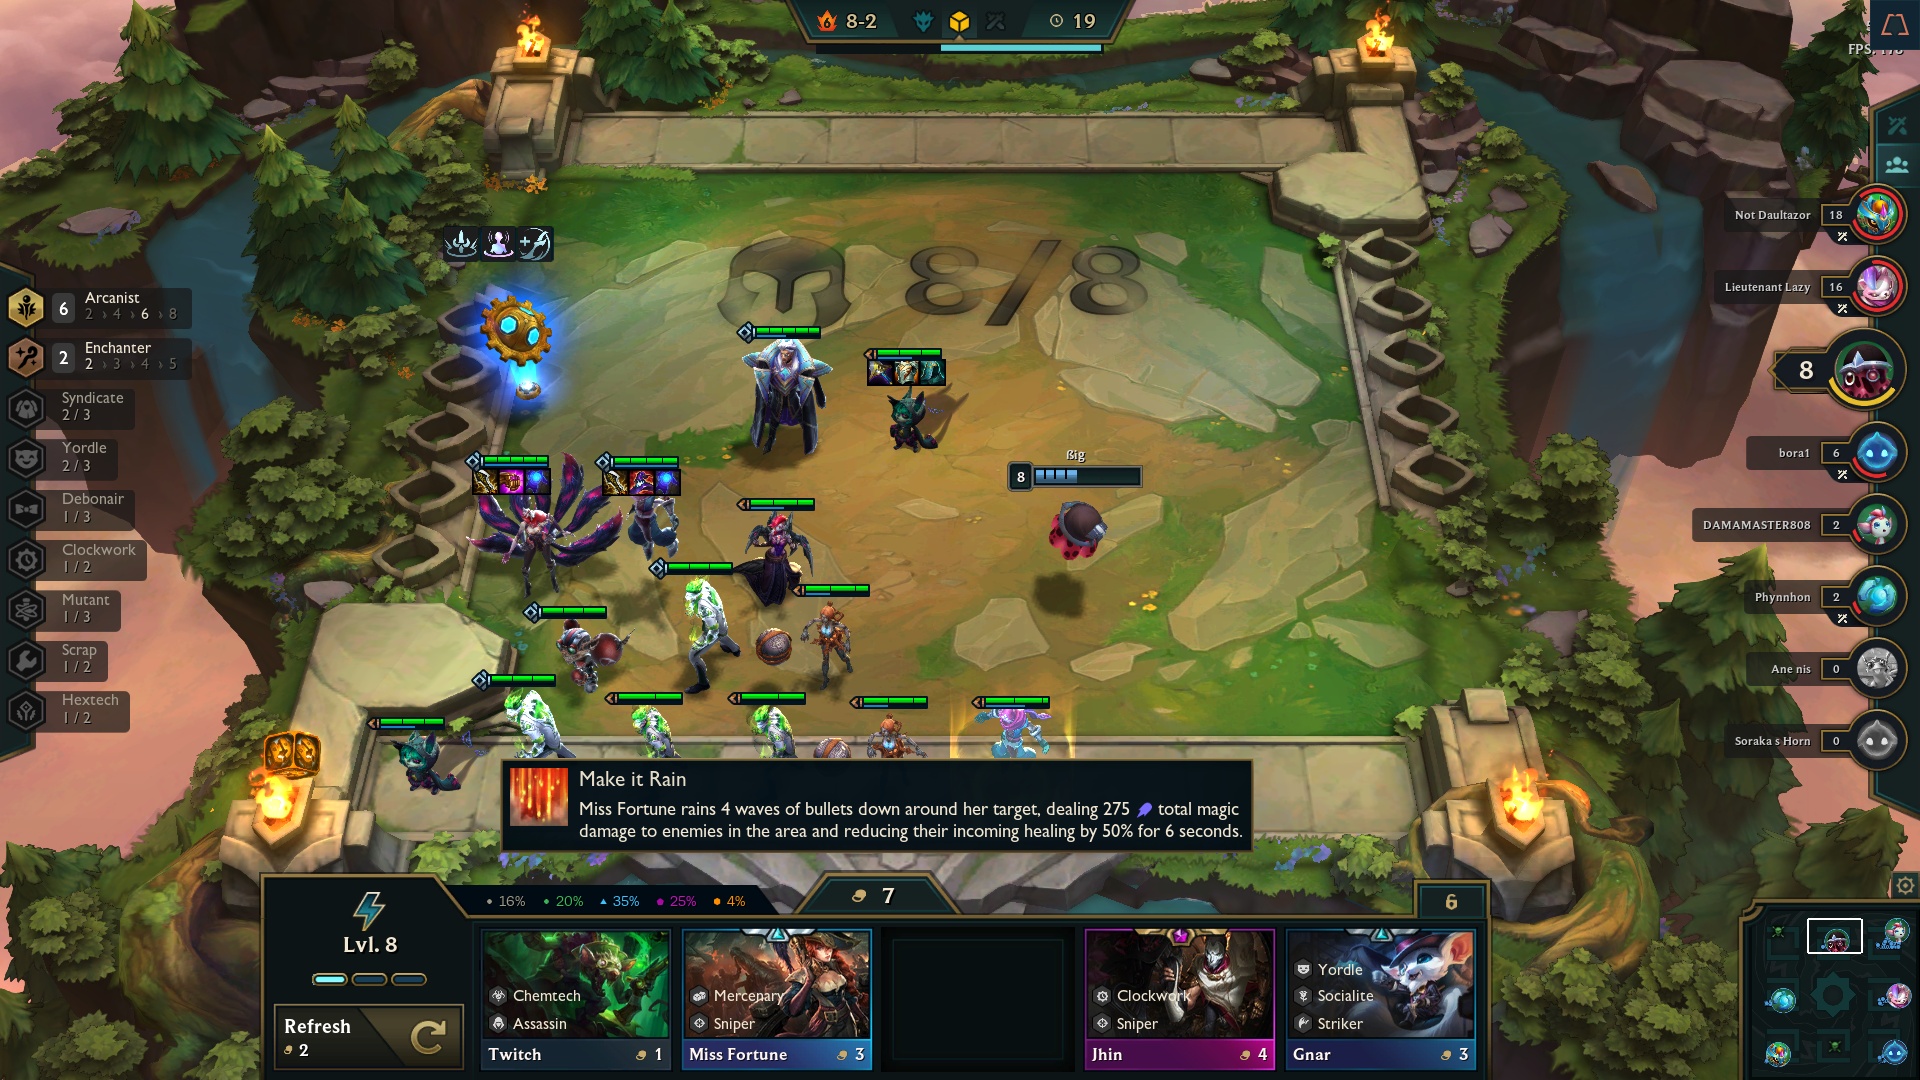 8-2
19
FPS:
8/8
Arcanist
6
2 › 4 › 6 › 8
Enchanter
2
2 › 3 › 4 › 5
Syndicate
2 / 3
Yordle
2 / 3
Debonair
1 / 3
Clockwork
1 / 2
Mutant
1 / 3
Scrap
1 / 2
Hextech
1 / 2
Not Daultazor 18
Lieutenant Lazy 16
8
bora1 6
DAMAMASTER808 2
Phynnhon 2
Ane nis 0
Soraka s Horn 0
ßig
8
Make it Rain
Miss Fortune rains 4 waves of bullets down around her target, dealing 275 total magic
damage to enemies in the area and reducing their incoming healing by 50% for 6 seconds.
16% 20% 35% 25% 4%
7
6
Lvl. 8
Refresh
2
Chemtech
Assassin
Twitch 1
Mercenary
Sniper
Miss Fortune 3
Clockwork
Sniper
Jhin 4
Yordle
Socialite
Striker
Gnar 3